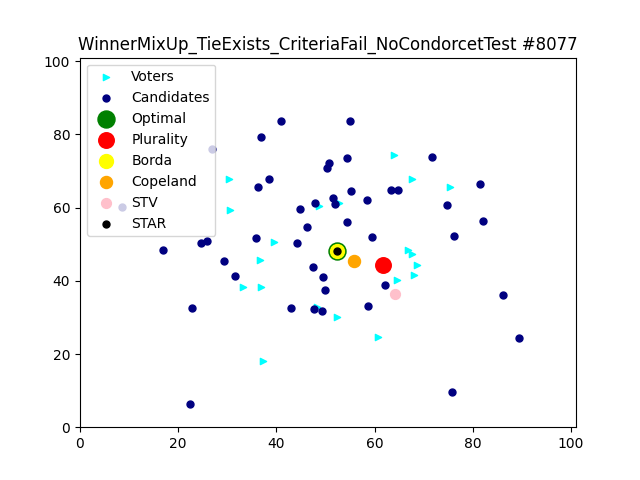 WinnerMixUp_TieExists_CriteriaFail_NoCondorcetTest #8077
100
80
60
40
20
0
Voters
Candidates
Optimal
Plurality
Borda
Copeland
STV
STAR
0 20 40 60 80 100